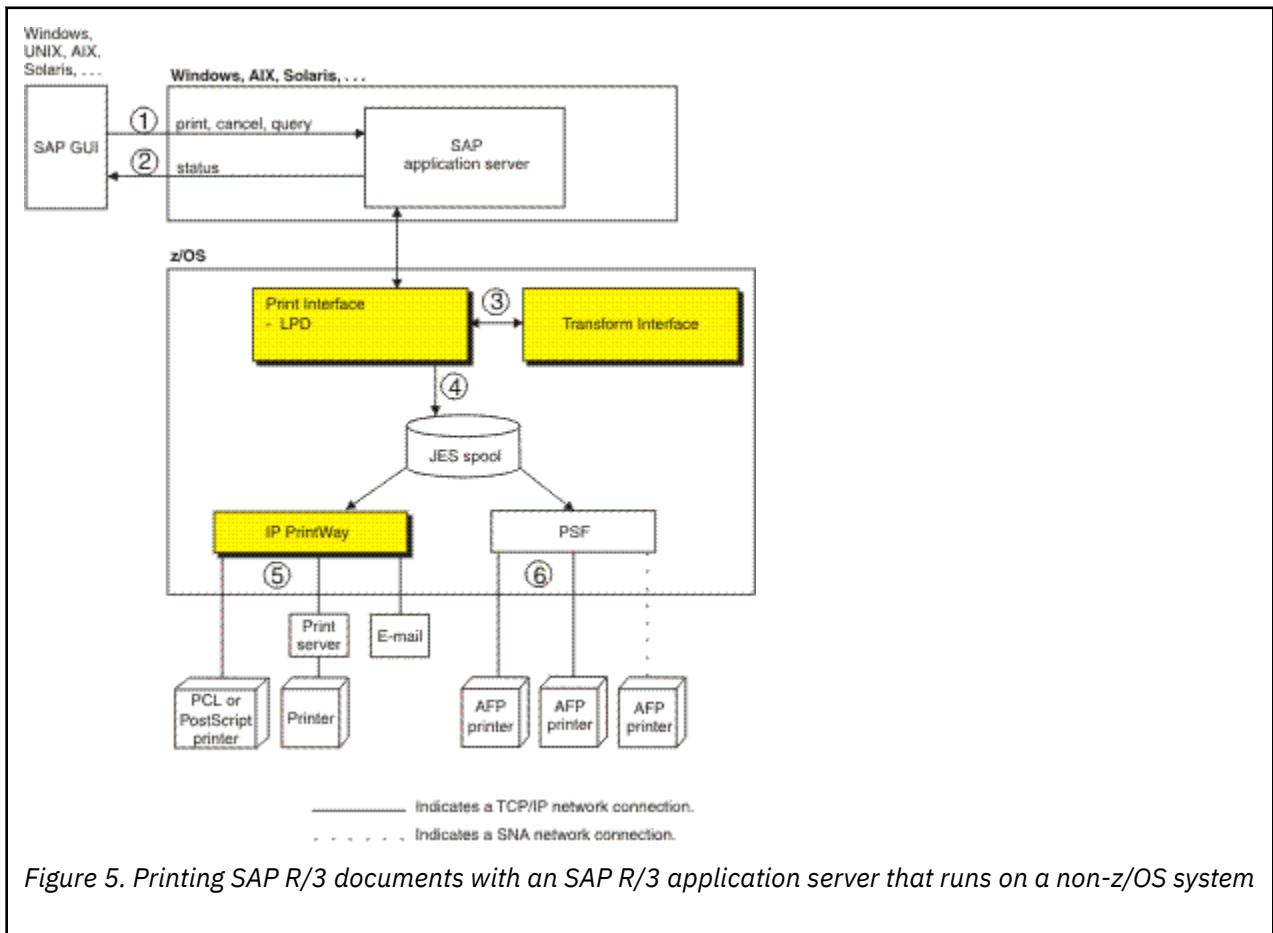 Windows,
UNIX, AIX,
Solaris, . . .
Windows, AIX, Solaris, . . .
SAP GUI
① print, cancel, query
② status
SAP
application server
z/OS
Print Interface
- LPD
③
Transform Interface
④
JES spool
IP PrintWay
PSF
⑤
⑥
Print
server
E-mail
PCL or
PostScript
printer
Printer
AFP
printer
AFP
printer
AFP
printer
Indicates a TCP/IP network connection.
Indicates a SNA network connection.
Figure 5. Printing SAP R/3 documents with an SAP R/3 application server that runs on a non-z/OS system